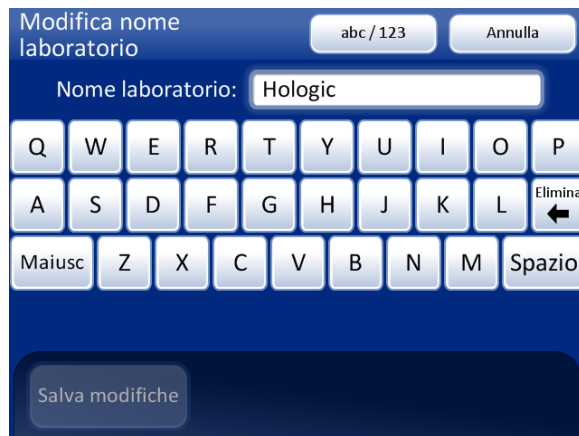 Modifica nome
laboratorio
abc / 123
Annulla
Nome laboratorio: Hologic
Q W E R T Y U I O P
A S D F G H J K L Elimina
Maiusc Z X C V B N M Spazio
Salva modifiche